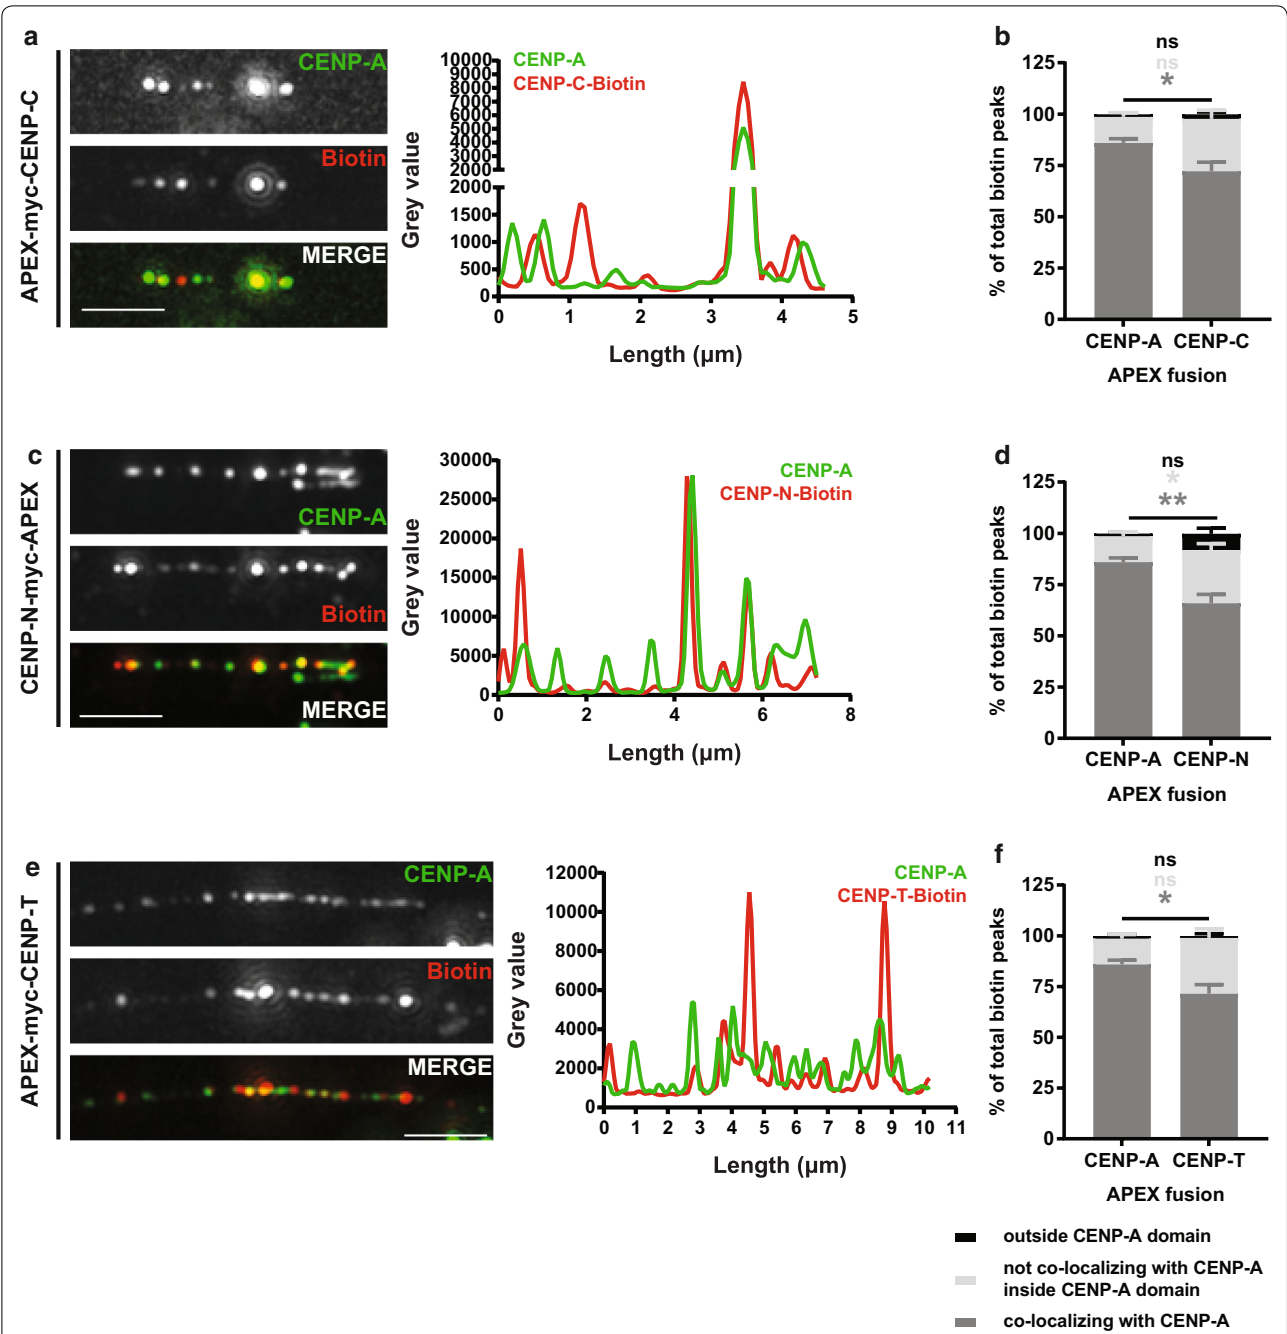 a
APEX-myc-CENP-C
CENP-A
Biotin
MERGE
Grey value
10000
9000
8000
7000
6000
5000
4000
3000
2000
2000
1500
1000
500
0
CENP-A
CENP-C-Biotin
0 1 2 3 4 5
Length (µm)
b
ns
ns
*
% of total biotin peaks
125
100
75
50
25
0
CENP-A CENP-C
APEX fusion
c
CENP-N-myc-APEX
CENP-A
Biotin
MERGE
Grey value
30000
25000
20000
15000
10000
5000
0
CENP-A
CENP-N-Biotin
0 2 4 6 8
Length (µm)
d
ns
*
**
% of total biotin peaks
125
100
75
50
25
0
CENP-A CENP-N
APEX fusion
e
APEX-myc-CENP-T
CENP-A
Biotin
MERGE
Grey value
12000
10000
8000
6000
4000
2000
0
CENP-A
CENP-T-Biotin
0 1 2 3 4 5 6 7 8 9 10 11
Length (µm)
f
ns
ns
*
% of total biotin peaks
125
100
75
50
25
0
CENP-A CENP-T
APEX fusion
outside CENP-A domain
not co-localizing with CENP-A
inside CENP-A domain
co-localizing with CENP-A